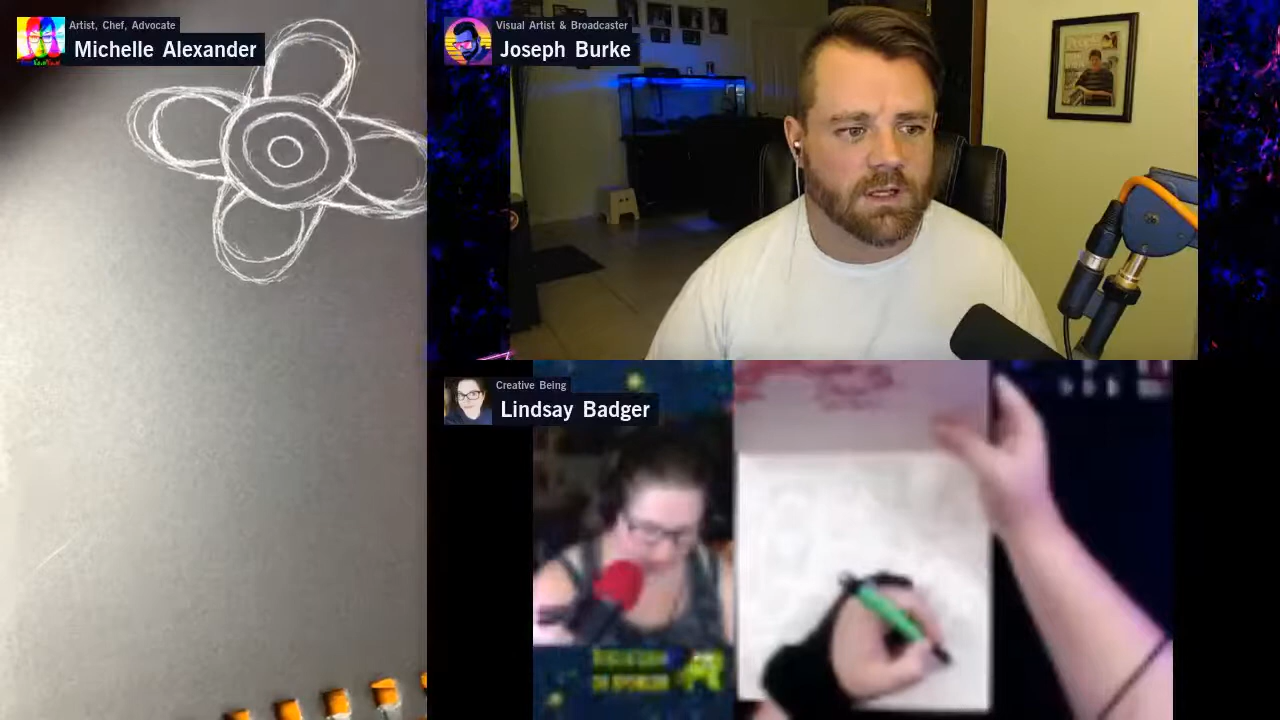 Artist, Chef, Advocate
Michelle Alexander
Visual Artist & Broadcaster
Joseph Burke
Creative Being
Lindsay Badger